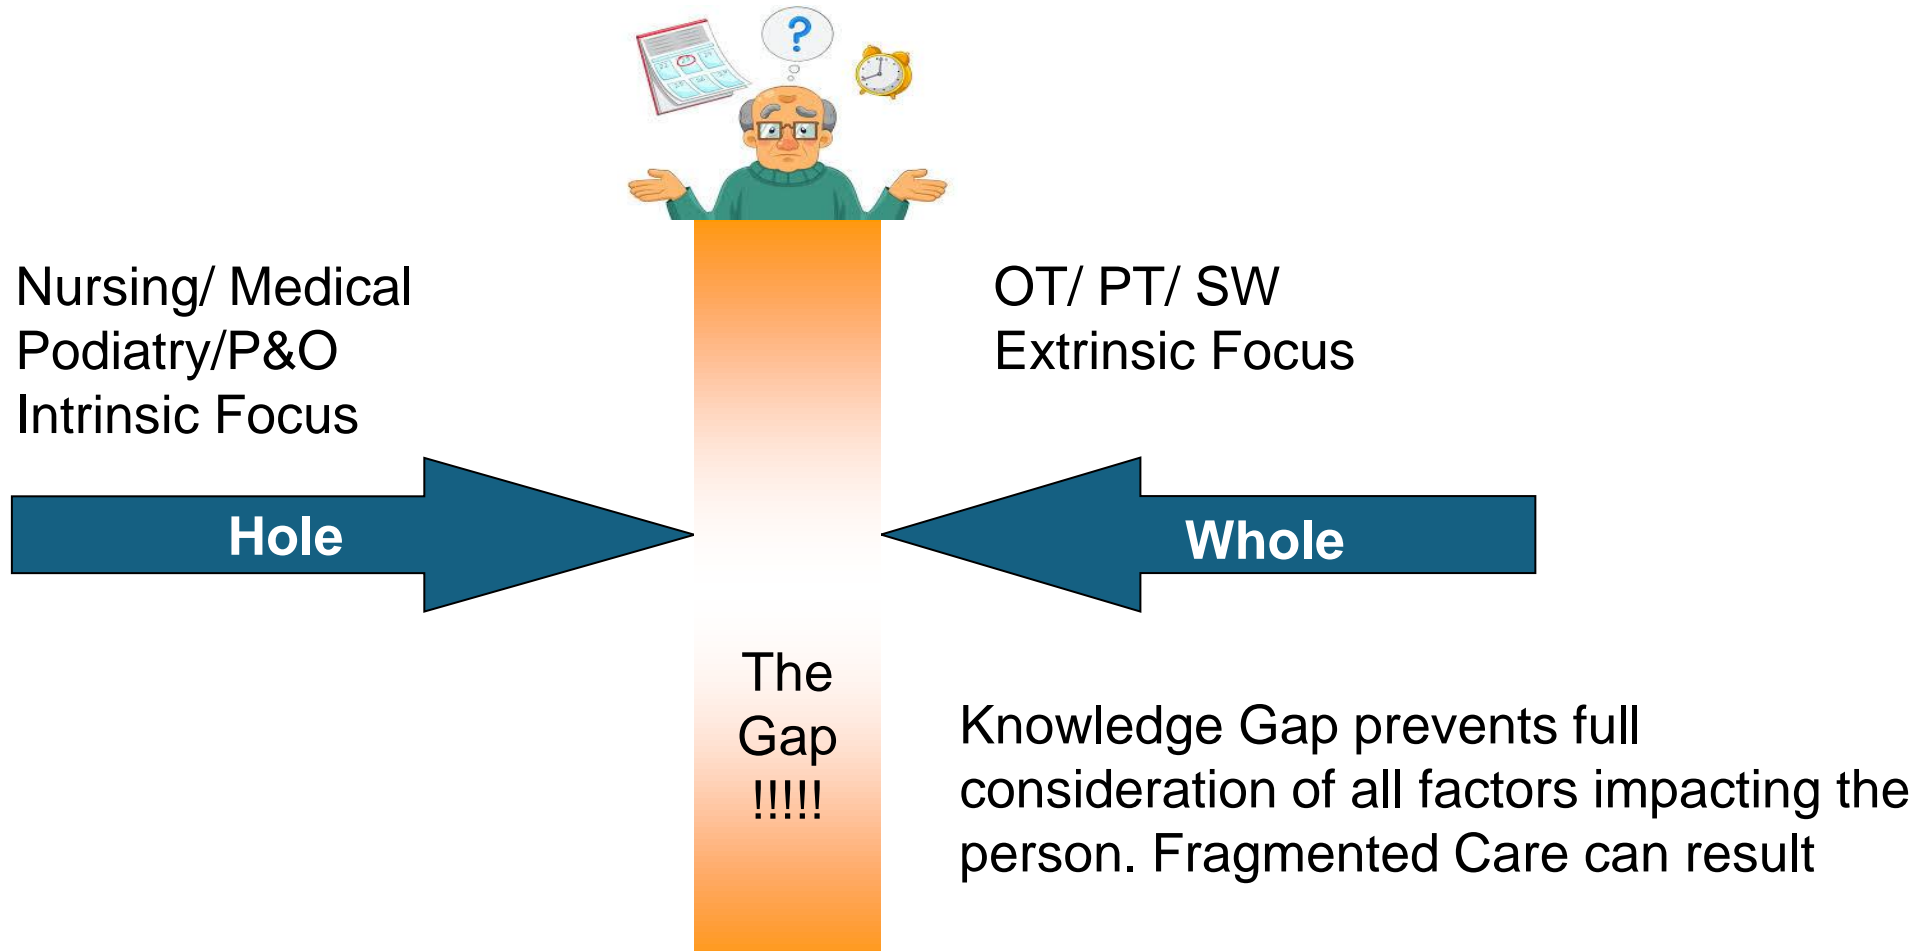 ?
Nursing/ Medical
Podiatry/P&O
Intrinsic Focus
OT/ PT/ SW
Extrinsic Focus
Hole
Whole
The
Gap
!!!!!
Knowledge Gap prevents full
consideration of all factors impacting the
person. Fragmented Care can result